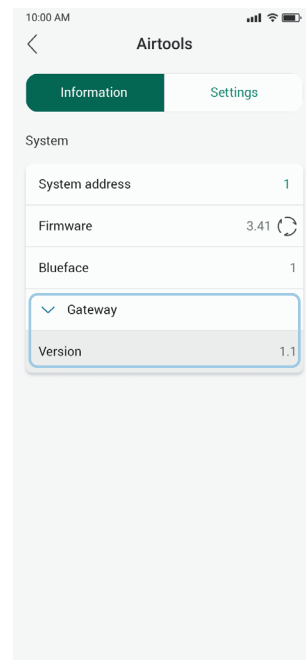 10:00 AM
Airtools
Information Settings
System
System address 1
Firmware 3.41
Blueface 1
Gateway
Version 1.1